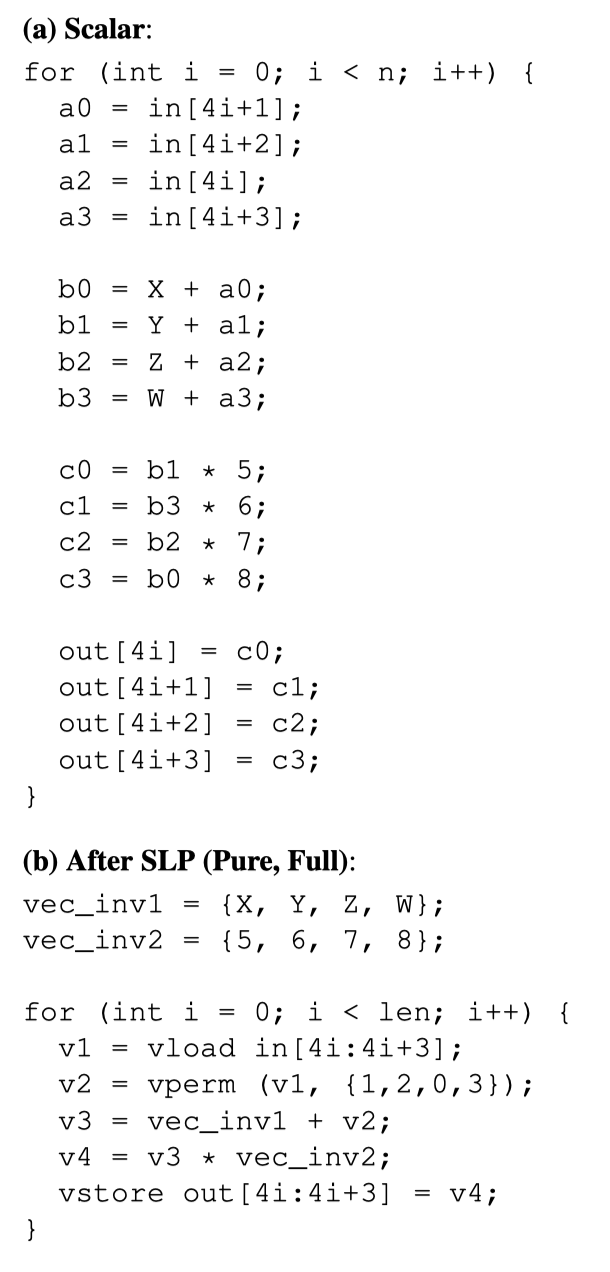 (a) Scalar:
for (int i = 0; i < n; i++) {
  a0 = in[4i+1];
  a1 = in[4i+2];
  a2 = in[4i];
  a3 = in[4i+3];

  b0 = X + a0;
  b1 = Y + a1;
  b2 = Z + a2;
  b3 = W + a3;

  c0 = b1 * 5;
  c1 = b3 * 6;
  c2 = b2 * 7;
  c3 = b0 * 8;

  out[4i] = c0;
  out[4i+1] = c1;
  out[4i+2] = c2;
  out[4i+3] = c3;
}
(b) After SLP (Pure, Full):
vec_inv1 = {X, Y, Z, W};
vec_inv2 = {5, 6, 7, 8};

for (int i = 0; i < len; i++) {
  v1 = vload in[4i:4i+3];
  v2 = vperm (v1, {1,2,0,3});
  v3 = vec_inv1 + v2;
  v4 = v3 * vec_inv2;
  vstore out[4i:4i+3] = v4;
}